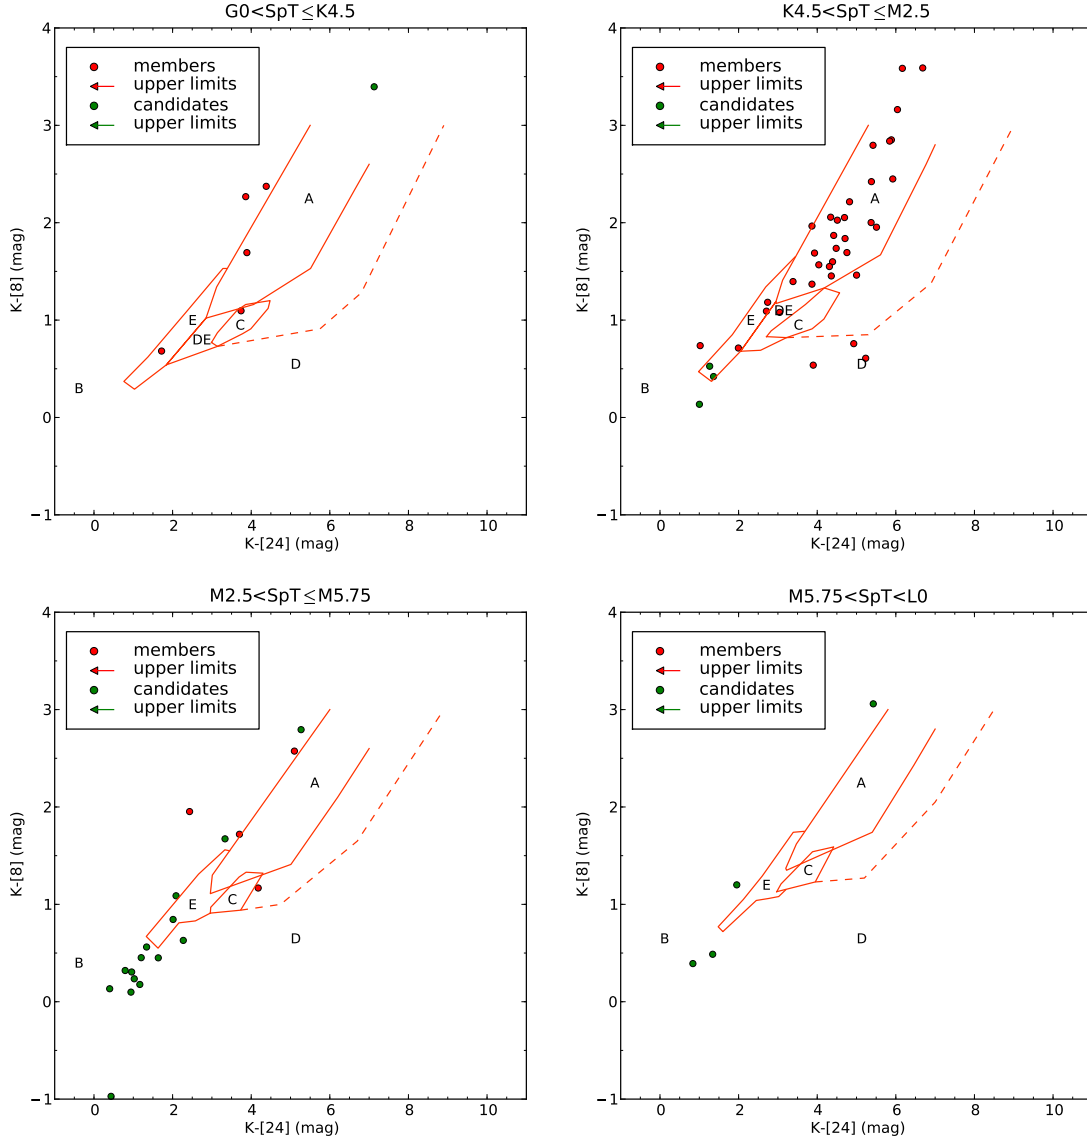 G0<SpT≤K4.5
members
upper limits
candidates
upper limits
A
E
DE
C
D
B
4
3
2
1
0
−1
0
2
4
6
8
10
K-[8] (mag)
K-[24] (mag)
K4.5<SpT≤M2.5
members
upper limits
candidates
upper limits
A
E
DE
C
D
B
4
3
2
1
0
−1
0
2
4
6
8
10
K-[8] (mag)
K-[24] (mag)
M2.5<SpT≤M5.75
members
upper limits
candidates
upper limits
A
E
C
D
B
4
3
2
1
0
−1
0
2
4
6
8
10
K-[8] (mag)
K-[24] (mag)
M5.75<SpT<L0
members
upper limits
candidates
upper limits
A
E
C
D
B
4
3
2
1
0
−1
0
2
4
6
8
10
K-[8] (mag)
K-[24] (mag)